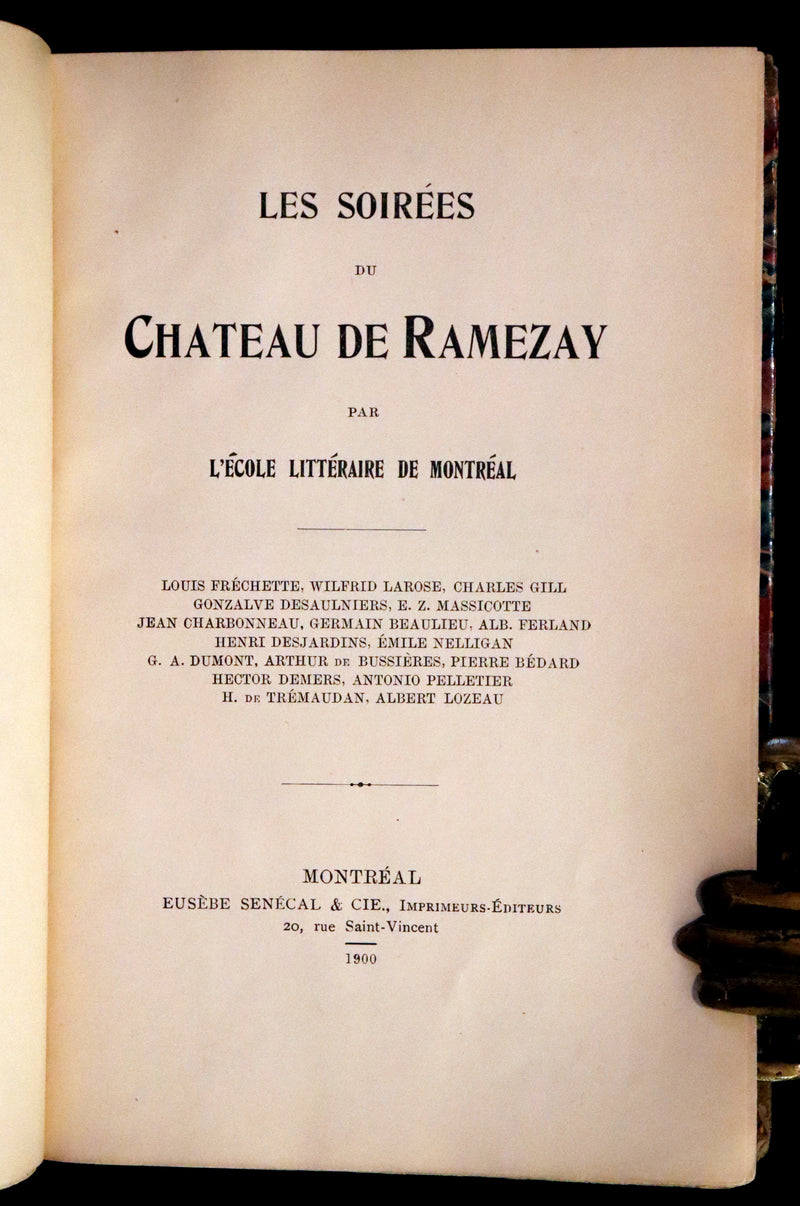 LES SOIRÉES
DU
CHATEAU DE RAMEZAY
PAR
L'ÉCOLE LITTÉRAIRE DE MONTRÉAL
LOUIS FRÉCHETTE, WILFRID LAROSE, CHARLES GILL
GONZALVE DESAULNIERS, E. Z. MASSICOTTE
JEAN CHARBONNEAU, GERMAIN BEAULIEU, ALB. FERLAND
HENRI DESJARDINS, ÉMILE NELLIGAN
G. A. DUMONT, ARTHUR DE BUSSIÈRES, PIERRE BÉDARD
HECTOR DEMERS, ANTONIO PELLETIER
H. DE TRÉMAUDAN, ALBERT LOZEAU
MONTRÉAL
EUSÈBE SENÉCAL & CIE., IMPRIMEURS-ÉDITEURS
20, rue Saint-Vincent
1900